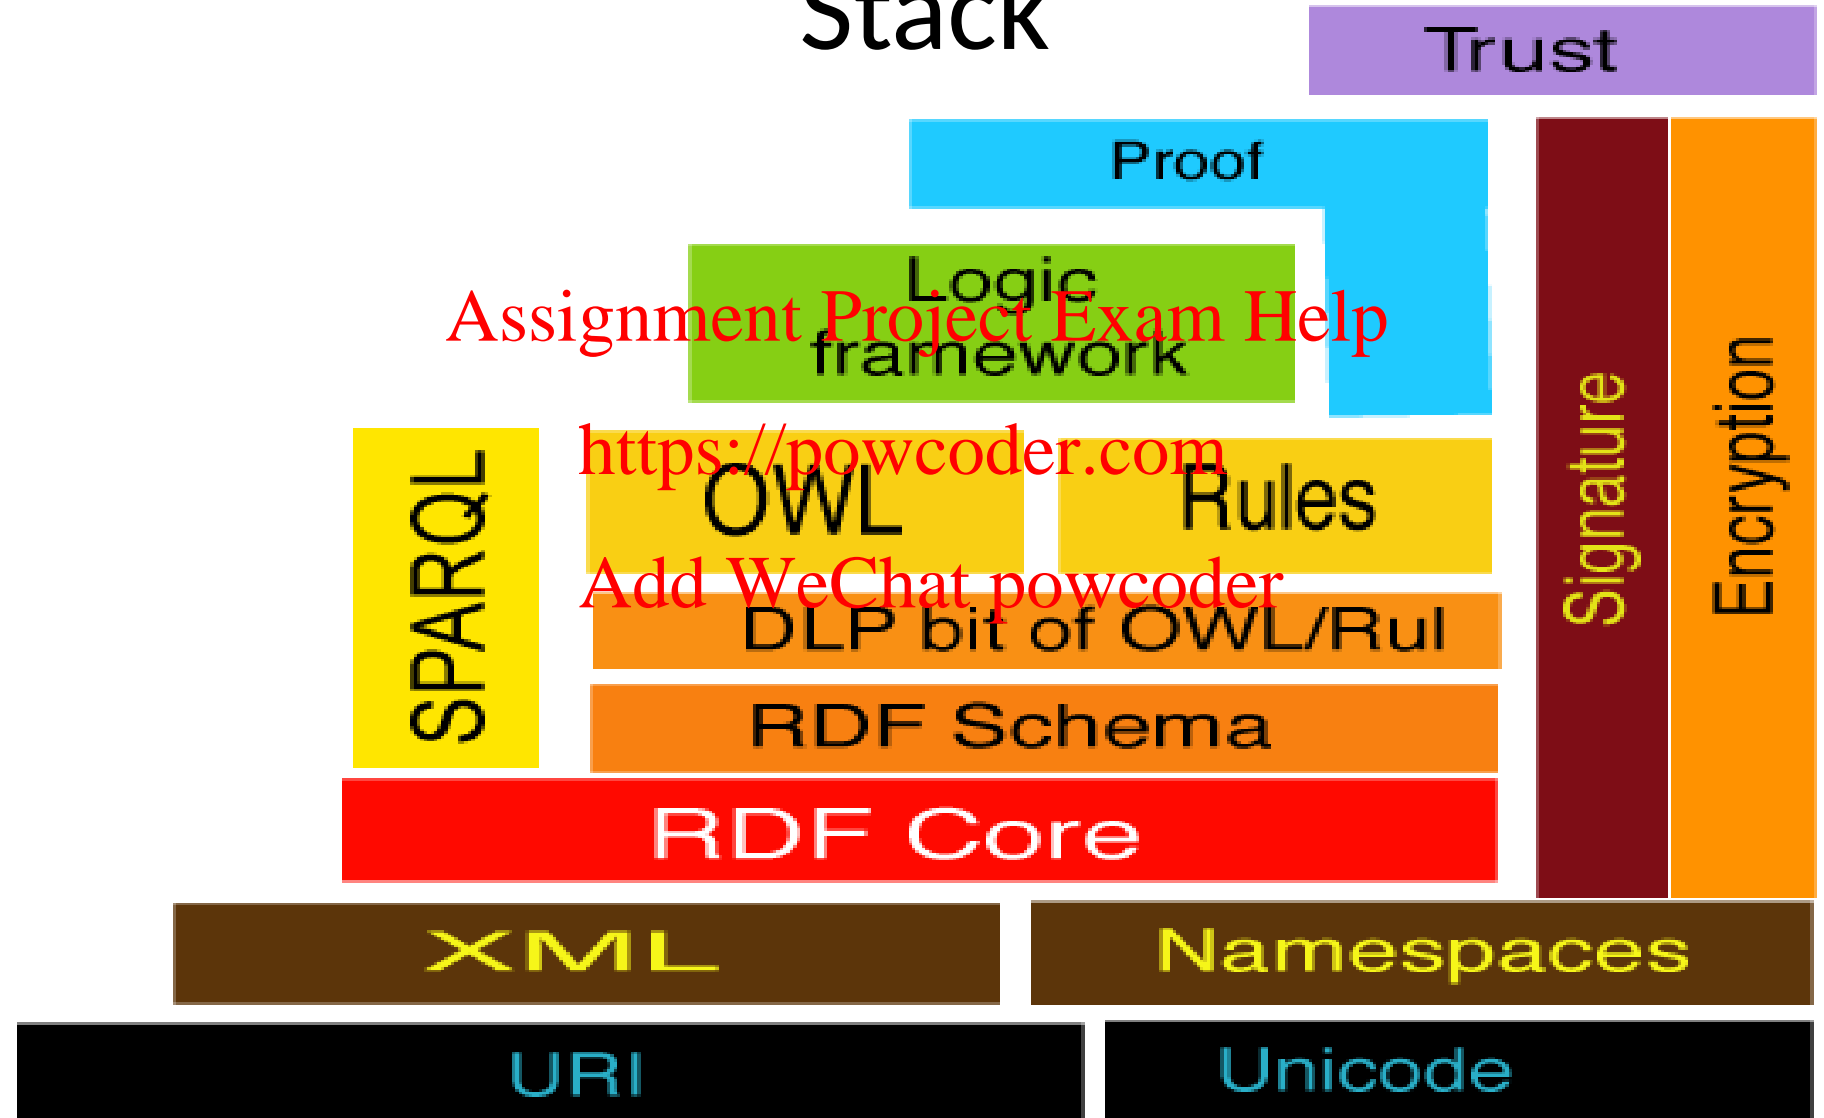 Stack
Trust
Proof
Logic
framework
Assignment Project Exam Help
https://powcoder.com
Add WeChat powcoder
SPARQL
OWL
Rules
DLP bit of OWL/Rul
RDF Schema
RDF Core
Signature
Encryption
XML
Namespaces
URI
Unicode